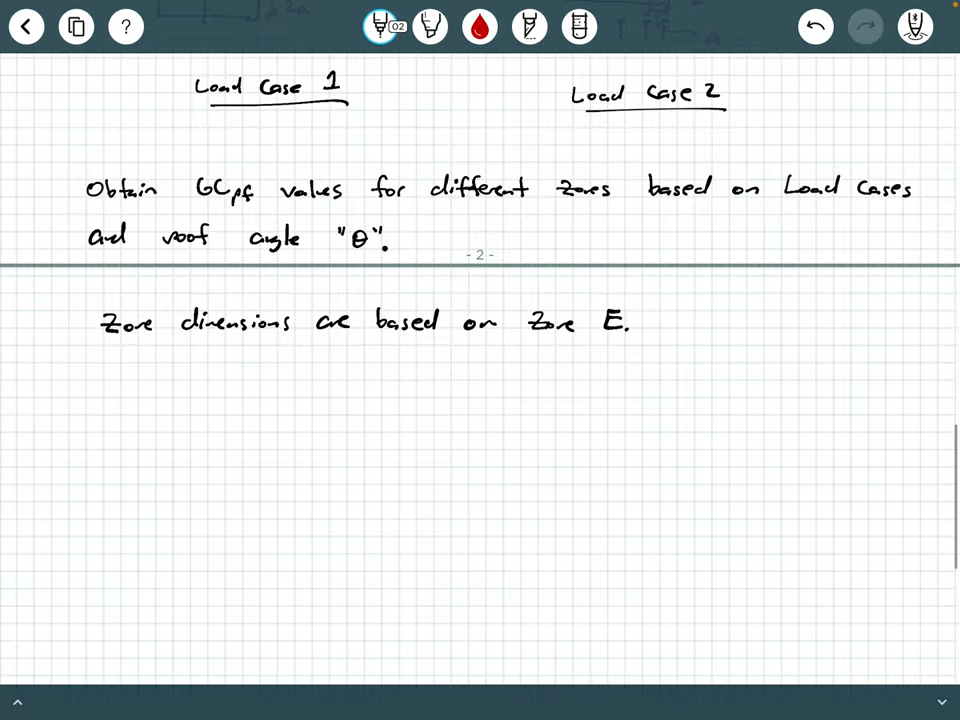 02
Load Case 1
Load Case 2
Obtain GCpf values for different zones based on Load Cases
and roof angle "θ".
- 2 -
Zone dimensions are based on Zone E.